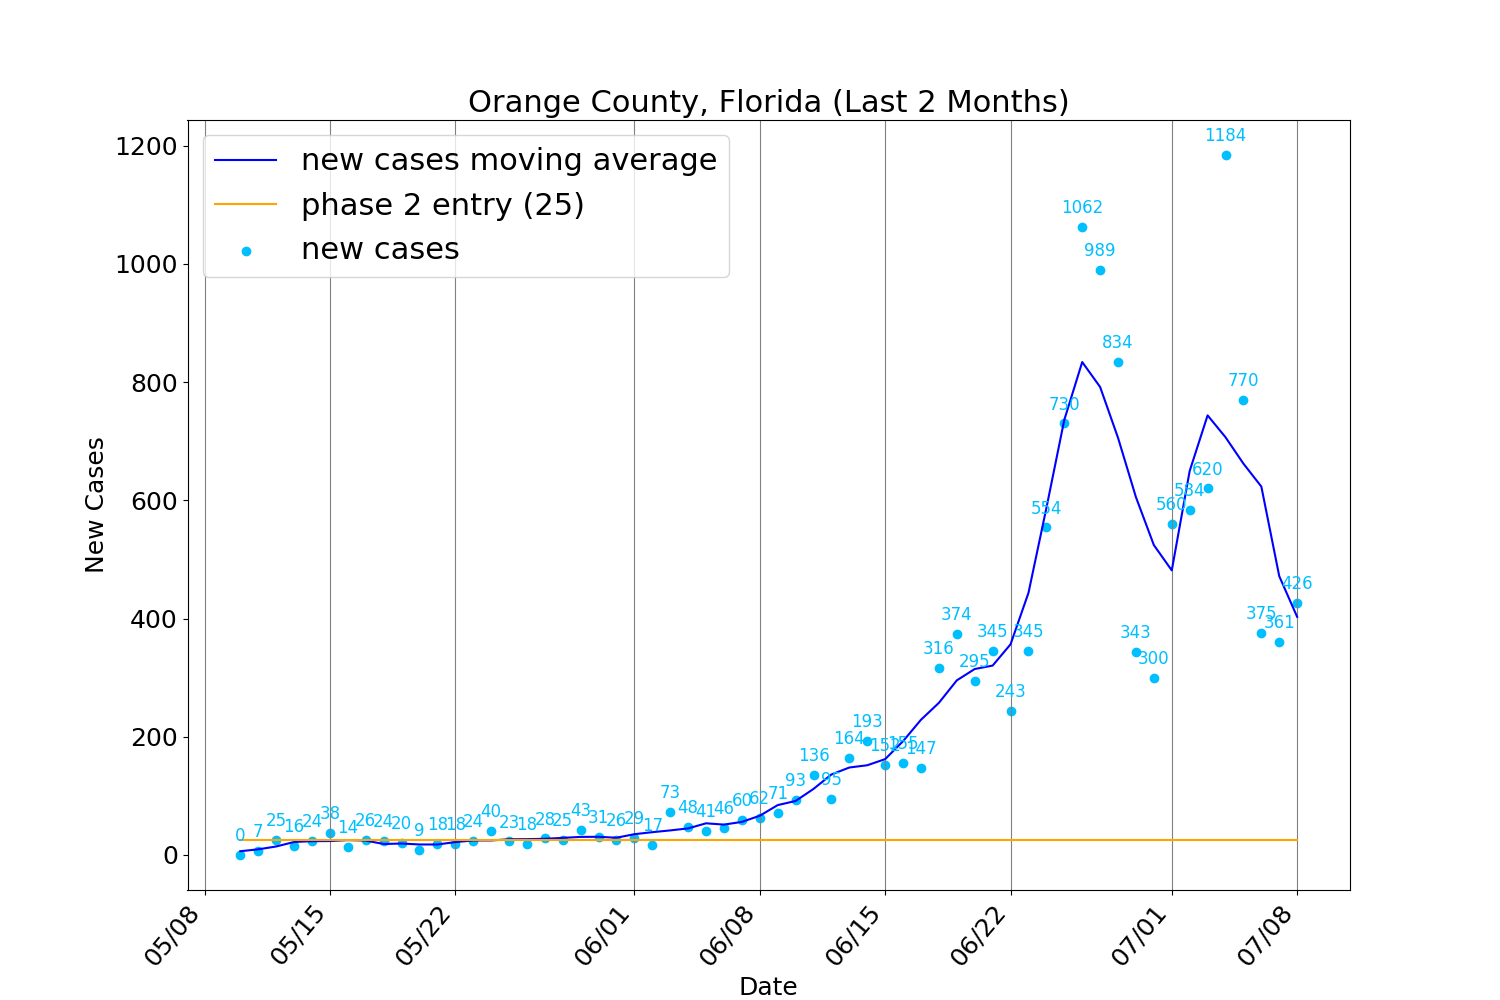 Orange County, Florida (Last 2 Months)
new cases moving average
phase 2 entry (25)
new cases
New Cases
1200
1000
800
600
400
200
0
0 7 25 16 24 38 14 26 24 20 9 18 18 24 40 23 18 28 25 43 31 26 29 17 73 48 41 46 60 62 71 93 136 95 164 193 152 155 147 316 374 295 345 243 345 554 730 1062 989 834 343 300 560 584 620 1184 770 375 361 426
05/08 05/15 05/22 06/01 06/08 06/15 06/22 07/01 07/08
Date